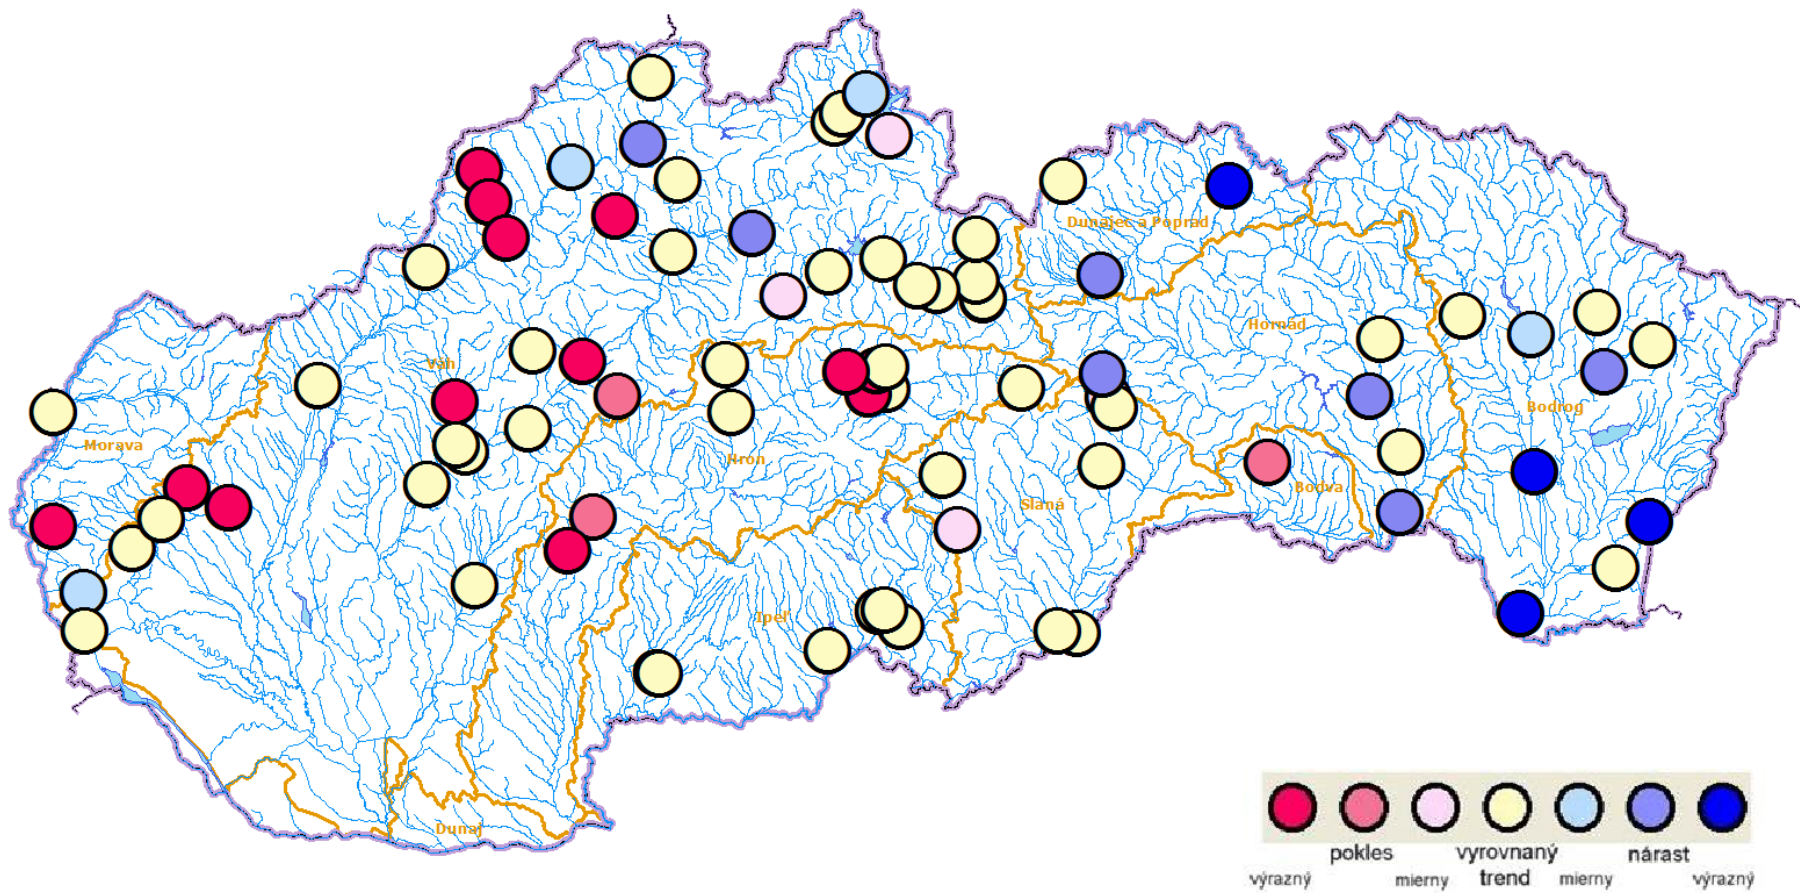 Dunajec a Poprad
Hornád
Váh
Bodrog
Morava
Hron
Bodva
Slaná
Ipeľ
Dunaj
pokles vyrovnaný nárast
výrazný mierny trend mierny výrazný